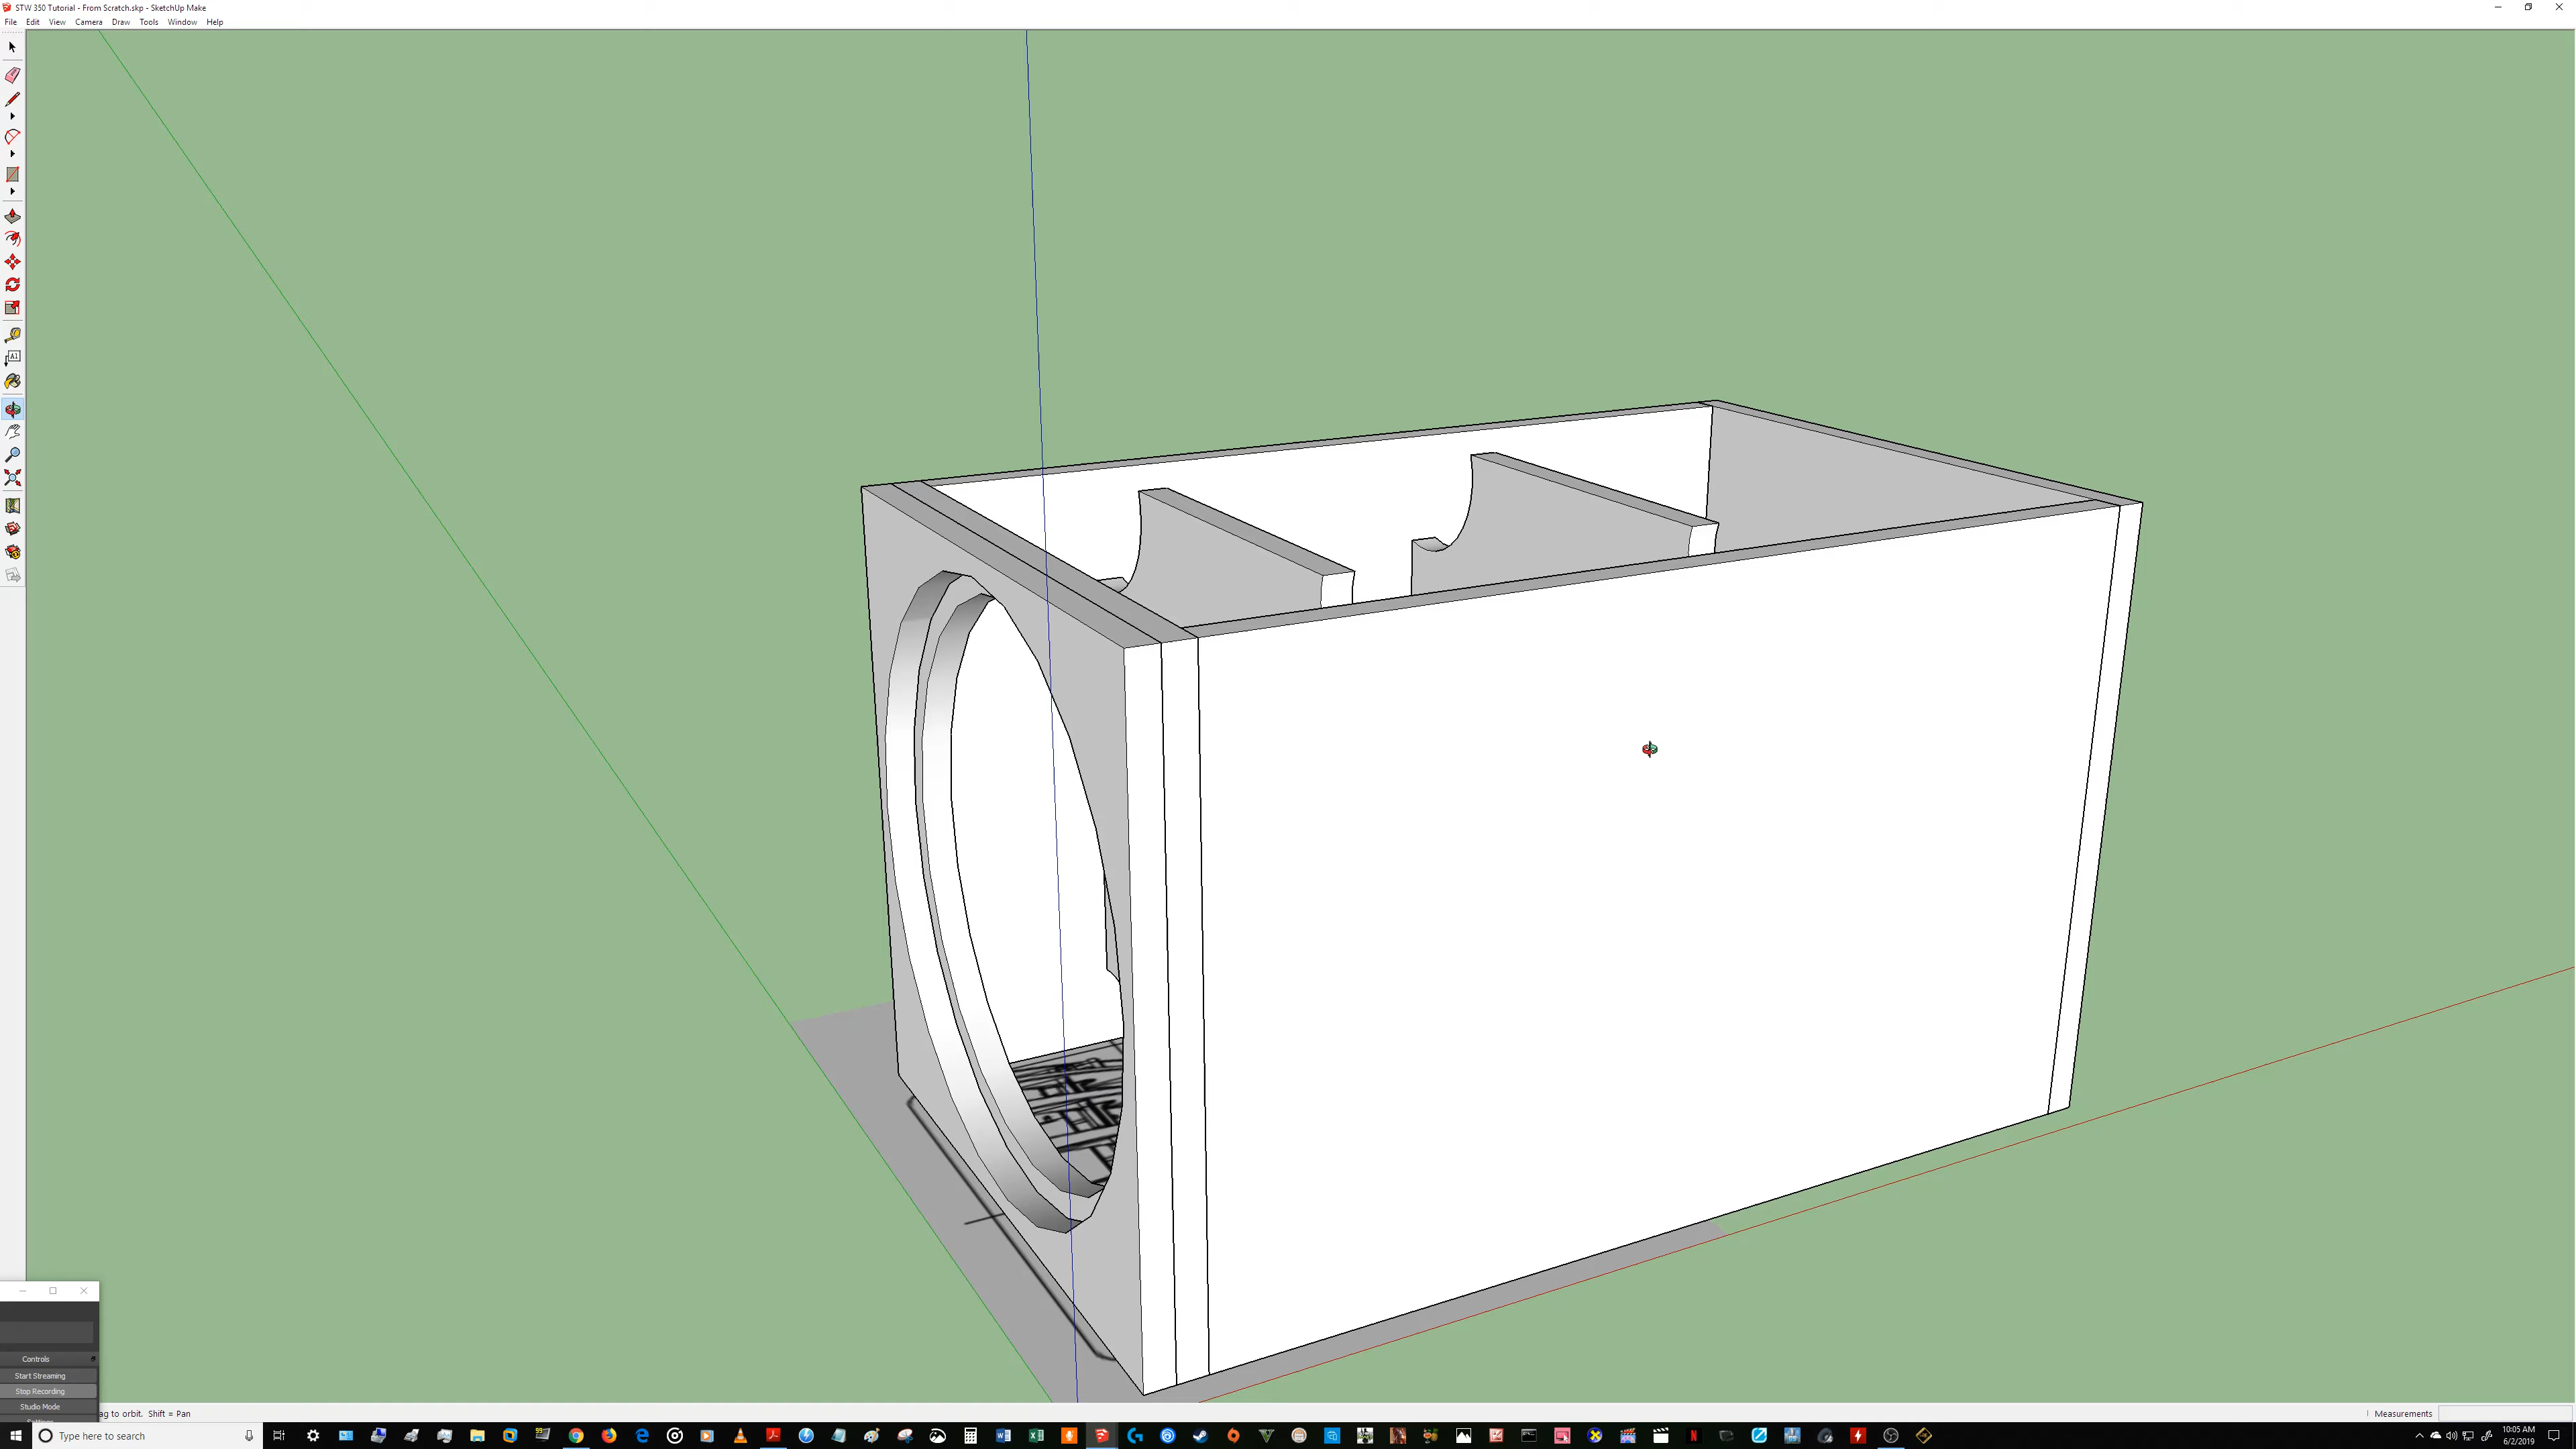 STW 350 Tutorial - From Scratch.skp - SketchUp Make
File Edit View Camera Draw Tools Window Help
A1
Controls
Start Streaming
Stop Recording
Studio Mode
ag to orbit. Shift = Pan
Measurements
Type here to search
10:05 AM
6/2/2019